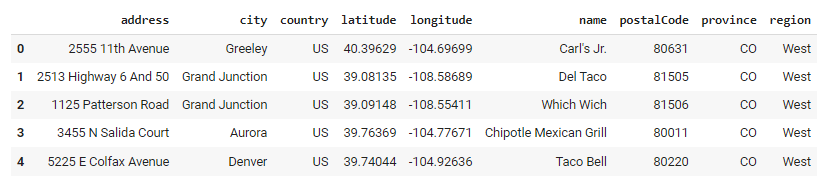 address city country latitude longitude name postalCode province region
0 2555 11th Avenue Greeley US 40.39629 -104.69699 Carl's Jr. 80631 CO West
1 2513 Highway 6 And 50 Grand Junction US 39.08135 -108.58689 Del Taco 81505 CO West
2 1125 Patterson Road Grand Junction US 39.09148 -108.55411 Which Wich 81506 CO West
3 3455 N Salida Court Aurora US 39.76369 -104.77671 Chipotle Mexican Grill 80011 CO West
4 5225 E Colfax Avenue Denver US 39.74044 -104.92636 Taco Bell 80220 CO West